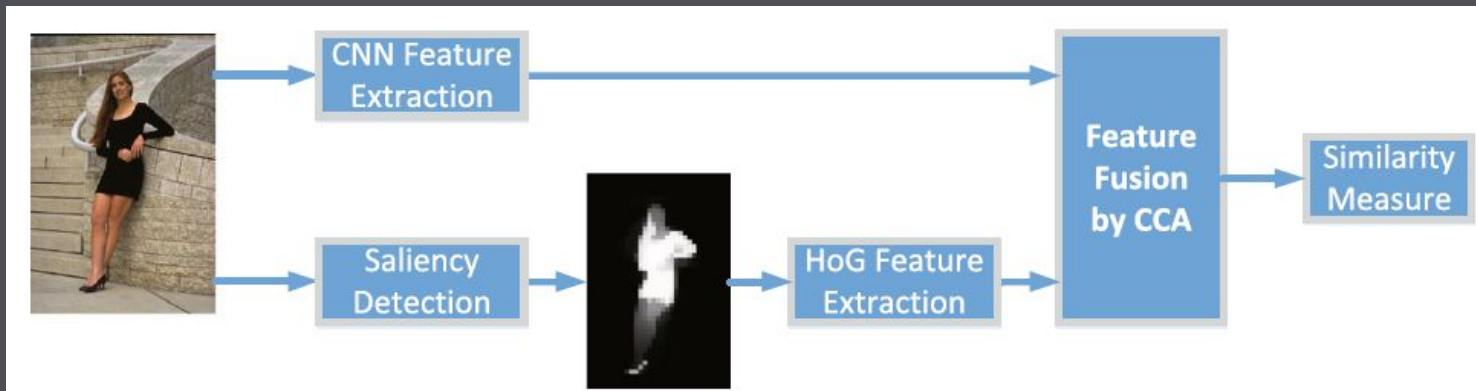 CNN Feature
Extraction
Saliency
Detection
HoG Feature
Extraction
Feature
Fusion
by CCA
Similarity
Measure